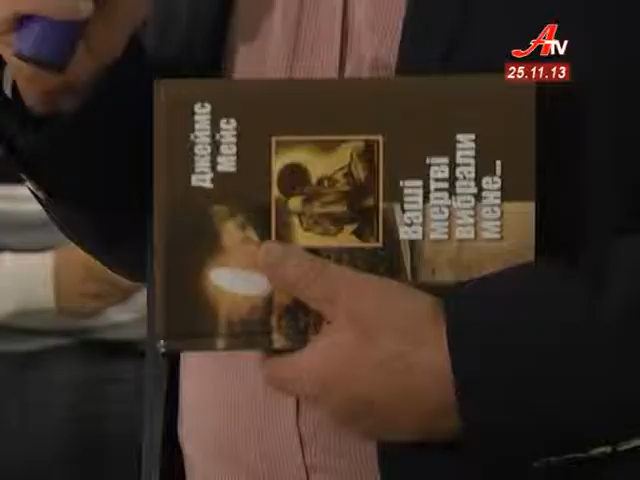 ATV
25.11.13
Джеймс
Мейс
Ваші
мертві
вибрали
мене...